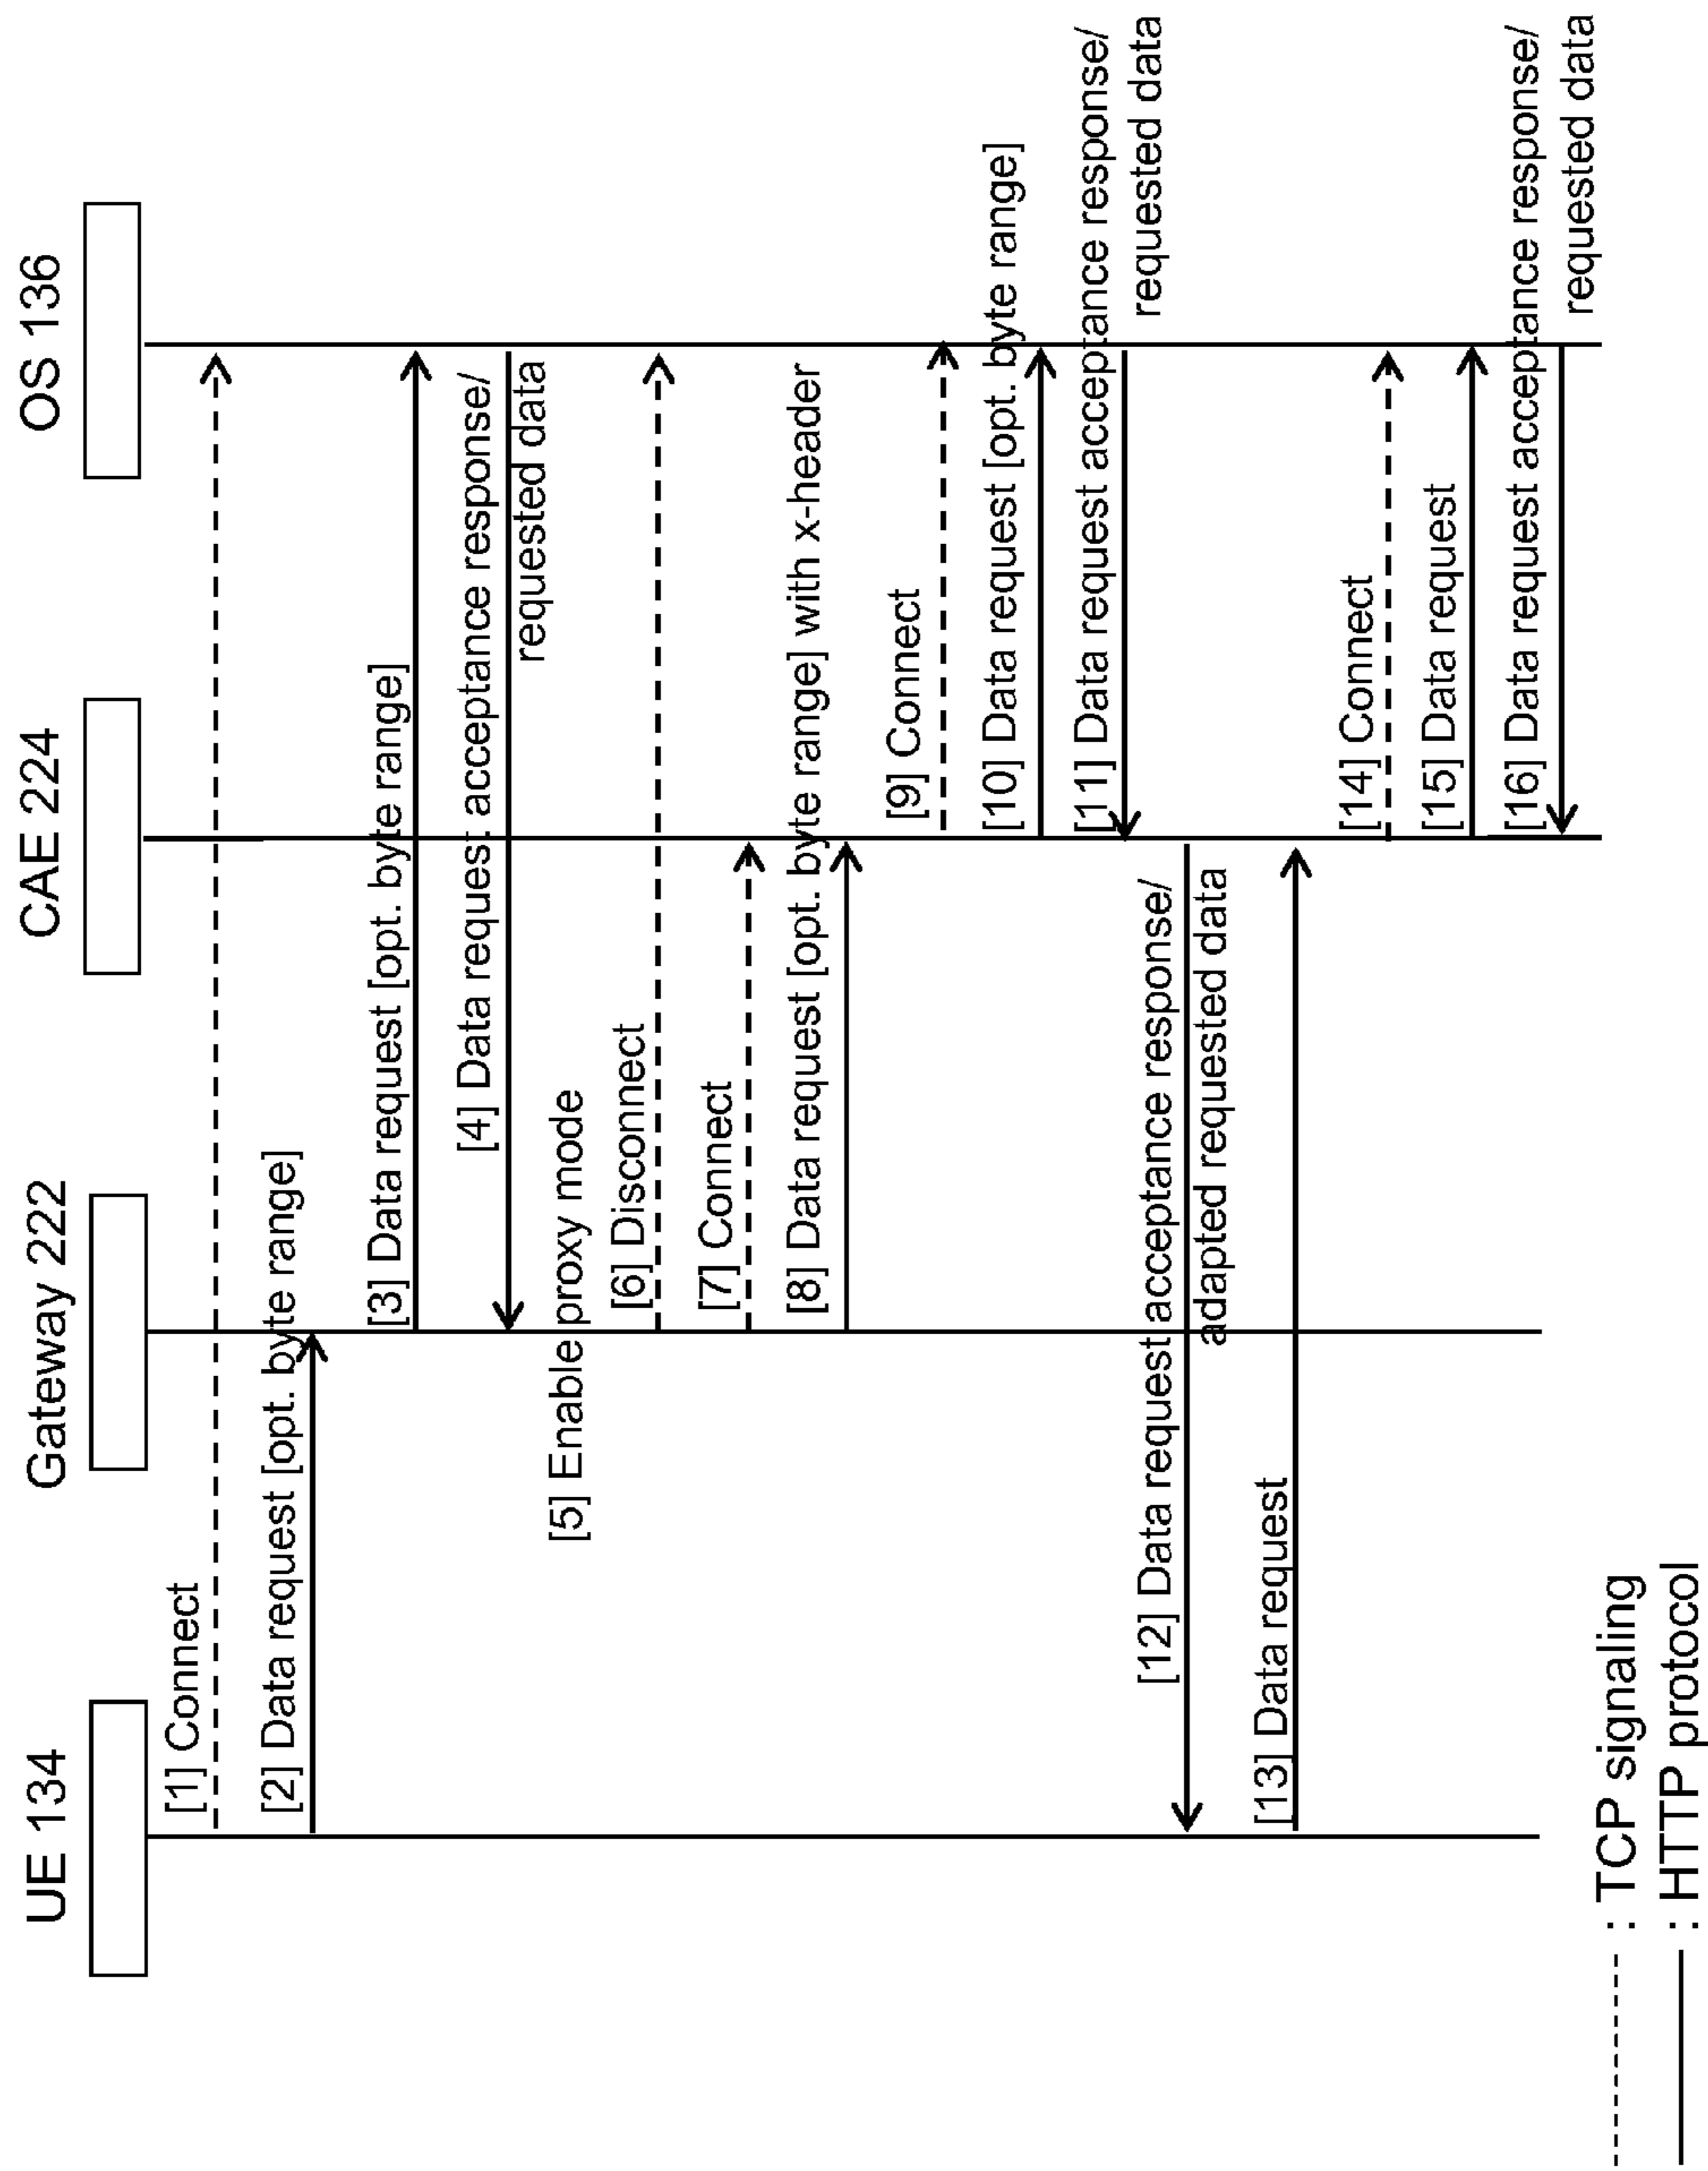 UE 134
Gateway 222
CAE 224
OS 136
[1] Connect
[2] Data request [opt. byte range]
[3] Data request [opt. byte range]
[4] Data request acceptance response/
requested data
[5] Enable proxy mode
[6] Disconnect
[7] Connect
[8] Data request [opt. byte range] with x-header
[9] Connect
[10] Data request [opt. byte range]
[11] Data request acceptance response/
requested data
[12] Data request acceptance response/
adapted requested data
[13] Data request
[14] Connect
[15] Data request
[16] Data request acceptance response/
requested data
: TCP signaling
: HTTP protocol